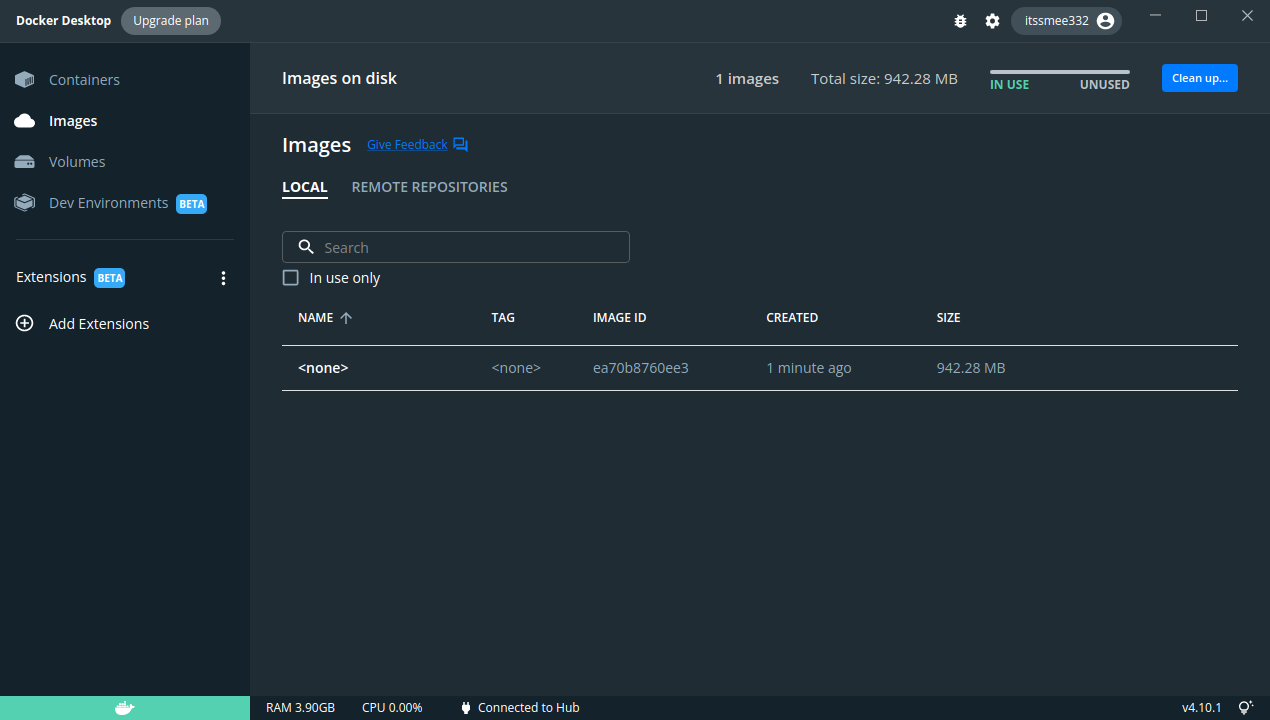 Docker Desktop Upgrade plan itssmee332
Containers
Images
Volumes
Dev Environments BETA
Extensions BETA
Add Extensions
Images on disk 1 images Total size: 942.28 MB IN USE UNUSED Clean up...
Images Give Feedback
LOCAL REMOTE REPOSITORIES
Search
In use only
NAME TAG IMAGE ID CREATED SIZE
<none> <none> ea70b8760ee3 1 minute ago 942.28 MB
RAM 3.90GB CPU 0.00% Connected to Hub v4.10.1